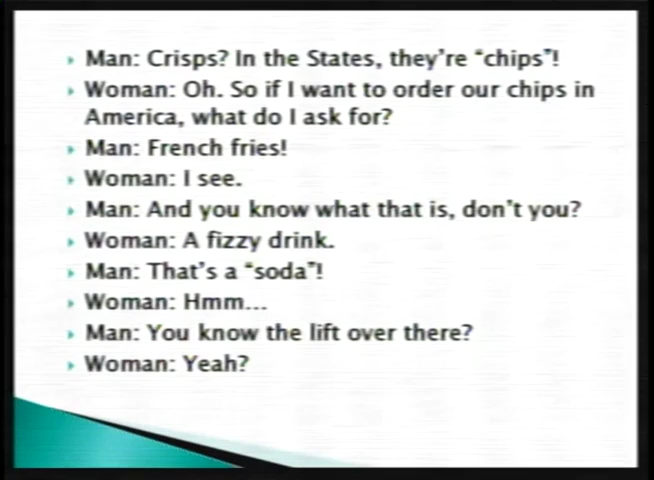 Man: Crisps? In the States, they're "chips"!
Woman: Oh. So if I want to order our chips in
America, what do I ask for?
Man: French fries!
Woman: I see.
Man: And you know what that is, don't you?
Woman: A fizzy drink.
Man: That's a "soda"!
Woman: Hmm...
Man: You know the lift over there?
Woman: Yeah?